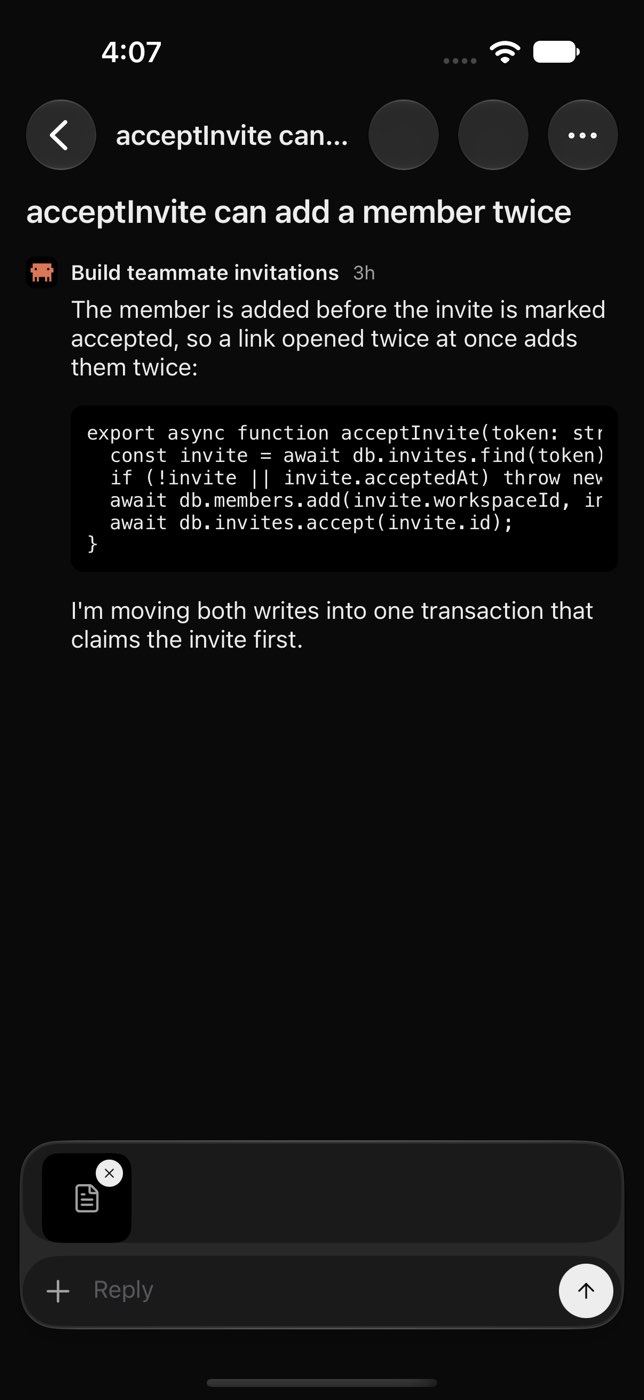 4:07
acceptInvite can...
acceptInvite can add a member twice
Build teammate invitations 3h
The member is added before the invite is marked
accepted, so a link opened twice at once adds
them twice:
export async function acceptInvite(token: str
  const invite = await db.invites.find(token)
  if (!invite || invite.acceptedAt) throw new
  await db.members.add(invite.workspaceId, in
  await db.invites.accept(invite.id);
}
I'm moving both writes into one transaction that
claims the invite first.
Reply